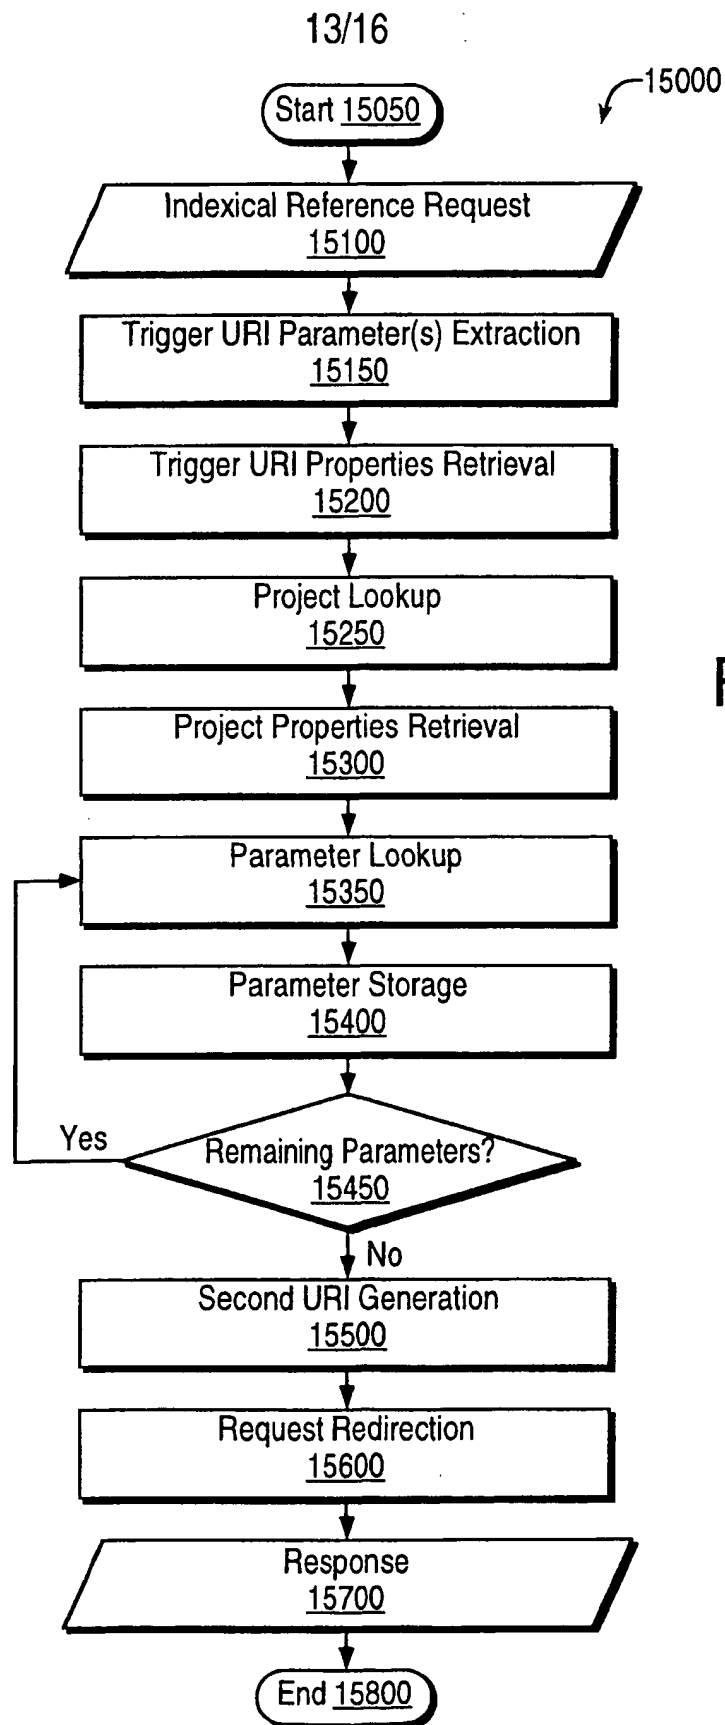 13/16
15000
Start 15050
Indexical Reference Request
15100
Trigger URI Parameter(s) Extraction
15150
Trigger URI Properties Retrieval
15200
Project Lookup
15250
Project Properties Retrieval
15300
Parameter Lookup
15350
Parameter Storage
15400
Yes
Remaining Parameters?
15450
No
Second URI Generation
15500
Request Redirection
15600
Response
15700
End 15800